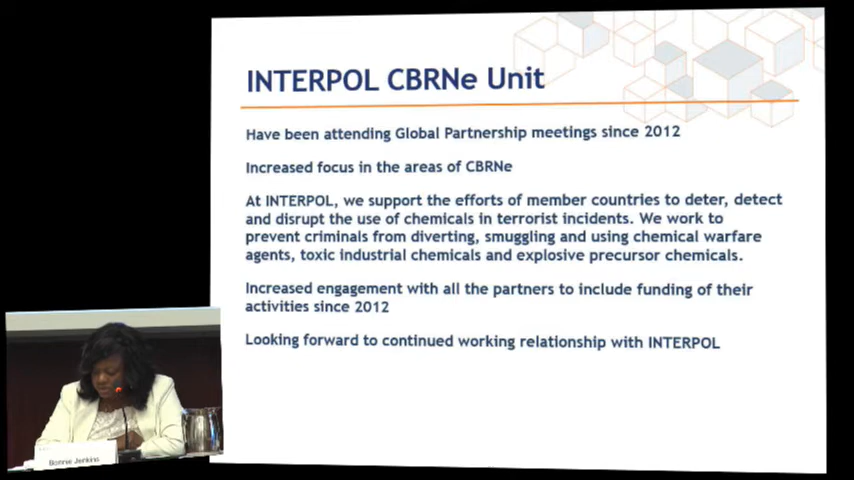 INTERPOL CBRNe Unit
Have been attending Global Partnership meetings since 2012
Increased focus in the areas of CBRNe
At INTERPOL, we support the efforts of member countries to deter, detect
and disrupt the use of chemicals in terrorist incidents. We work to
prevent criminals from diverting, smuggling and using chemical warfare
agents, toxic industrial chemicals and explosive precursor chemicals.
Increased engagement with all the partners to include funding of their
activities since 2012
Looking forward to continued working relationship with INTERPOL
Bonnie Jenkins